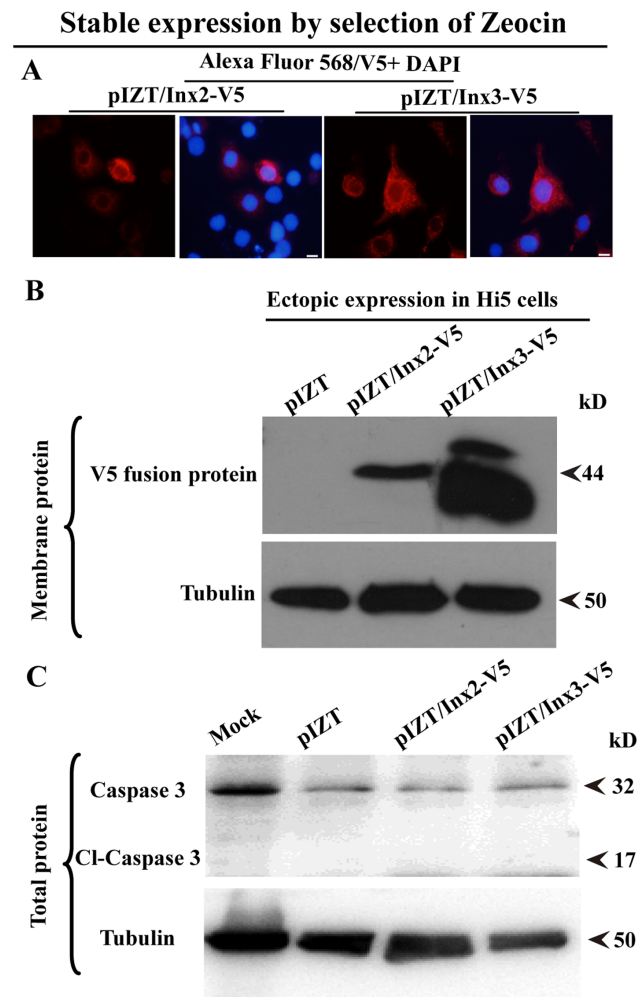 Stable expression by selection of Zeocin
A
Alexa Fluor 568/V5+ DAPI
pIZT/Inx2-V5
pIZT/Inx3-V5
B
Ectopic expression in Hi5 cells
pIZT
pIZT/Inx2-V5
pIZT/Inx3-V5
kD
Membrane protein
V5 fusion protein
44
Tubulin
50
C
Mock
pIZT
pIZT/Inx2-V5
pIZT/Inx3-V5
kD
Total protein
Caspase 3
32
Cl-Caspase 3
17
Tubulin
50